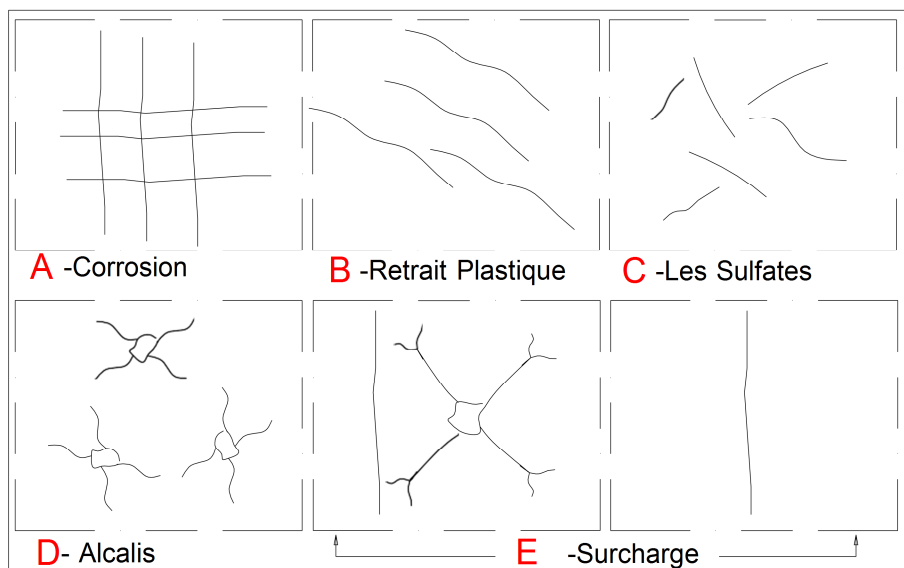 A -Corrosion
B -Retrait Plastique
C -Les Sulfates
D- Alcalis
E -Surcharge